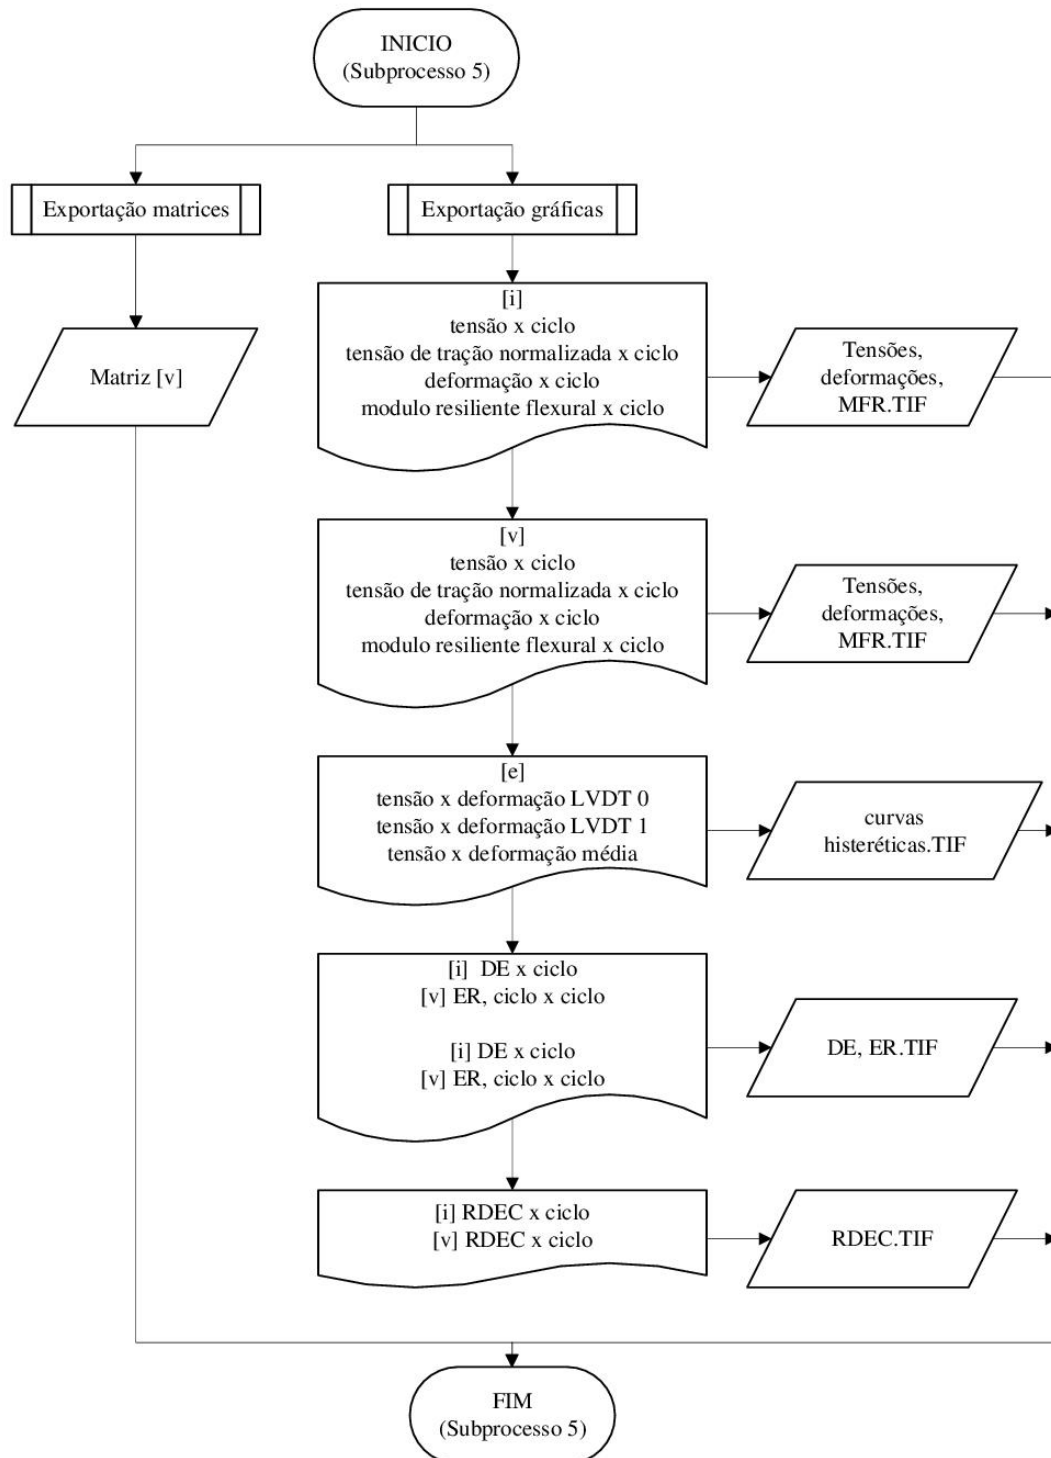 INICIO
(Subprocesso 5)
Exportação matrices
Exportação gráficas
Matriz [v]
[i]
tensão x ciclo
tensão de tração normalizada x ciclo
deformação x ciclo
modulo resiliente flexural x ciclo
Tensões,
deformações,
MFR.TIF
[v]
tensão x ciclo
tensão de tração normalizada x ciclo
deformação x ciclo
modulo resiliente flexural x ciclo
Tensões,
deformações,
MFR.TIF
[e]
tensão x deformação LVDT 0
tensão x deformação LVDT 1
tensão x deformação média
curvas
histeréticas.TIF
[i] DE x ciclo
[v] ER, ciclo x ciclo
[i] DE x ciclo
[v] ER, ciclo x ciclo
DE, ER.TIF
[i] RDEC x ciclo
[v] RDEC x ciclo
RDEC.TIF
FIM
(Subprocesso 5)